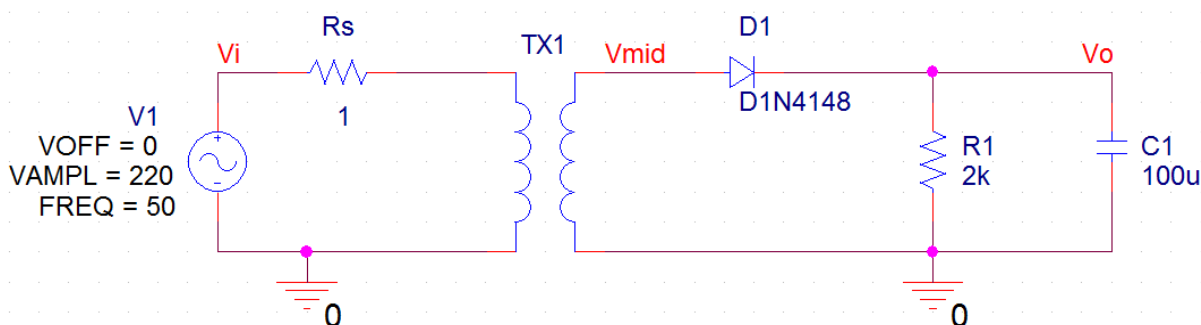 Vi
Rs
1
V1
VOFF = 0
VAMPL = 220
FREQ = 50
0
TX1
Vmid
D1
D1N4148
Vo
R1
2k
C1
100u
0